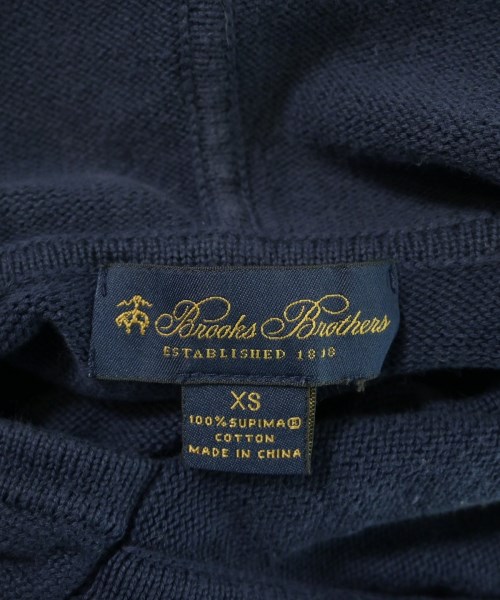 Brooks Brothers
ESTABLISHED 1818
XS
100% SUPIMA®
COTTON
MADE IN CHINA